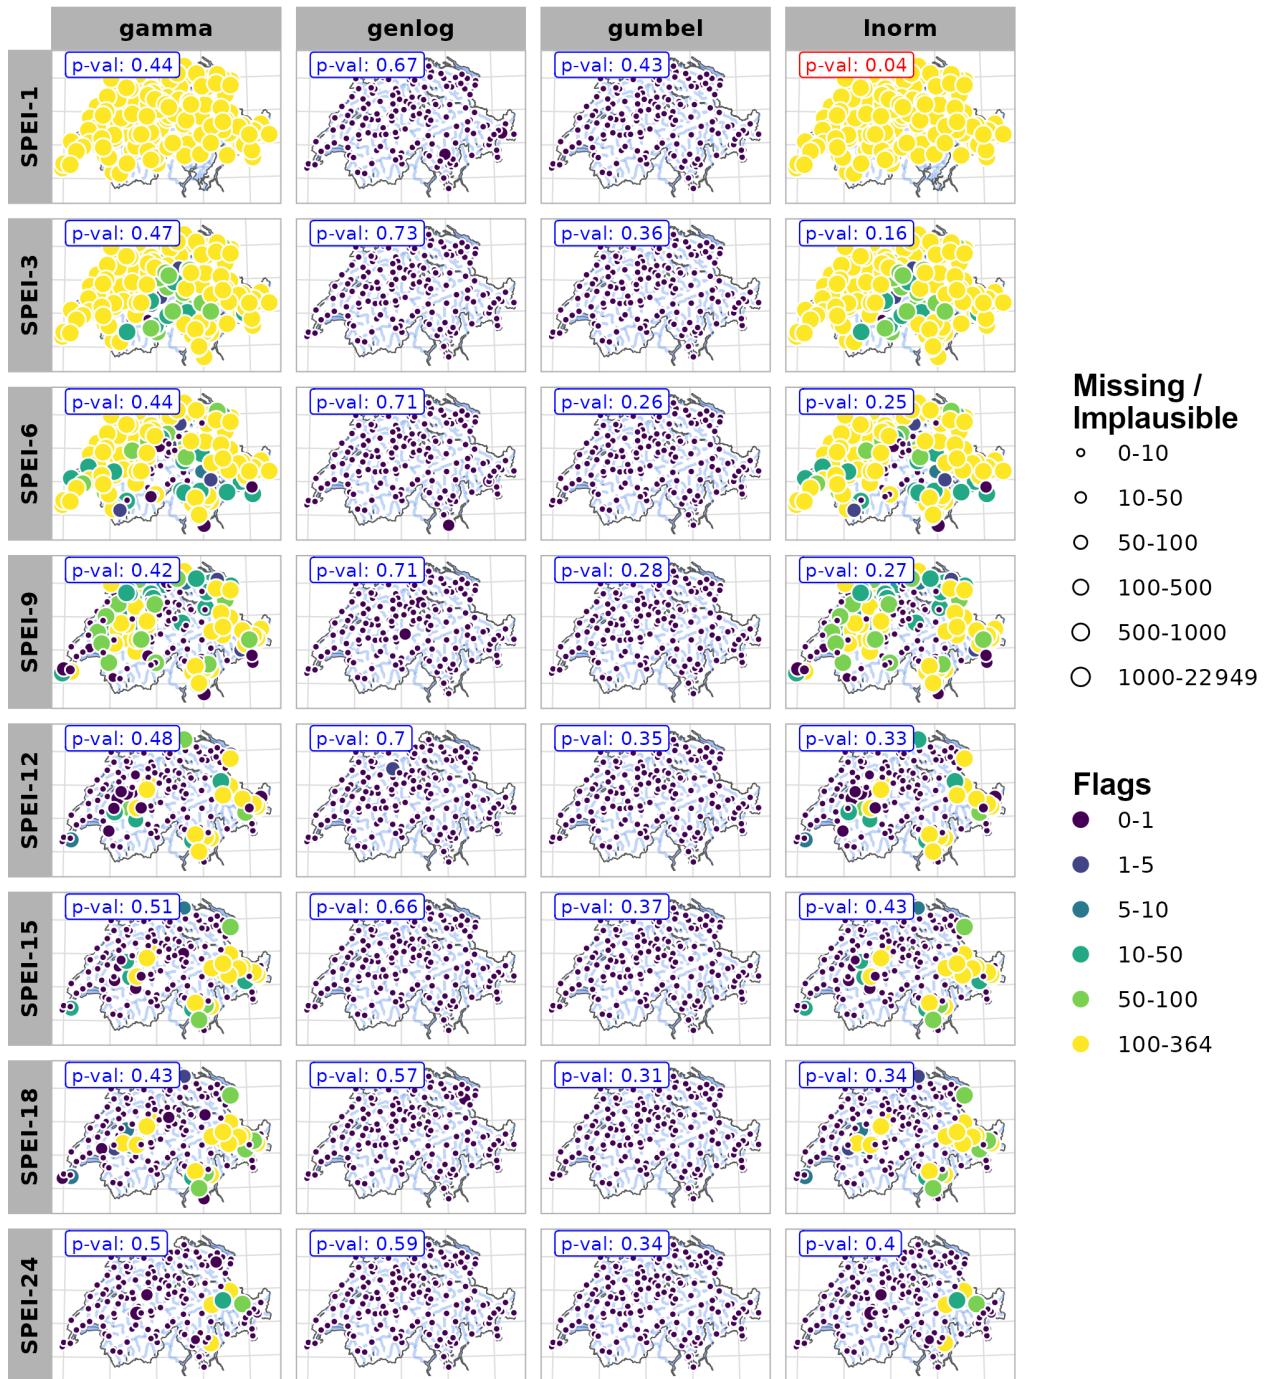 gamma genlog gumbel lnorm
SPEI-1
p-val: 0.44 p-val: 0.67 p-val: 0.43 p-val: 0.04
SPEI-3
p-val: 0.47 p-val: 0.73 p-val: 0.36 p-val: 0.16
SPEI-6
p-val: 0.44 p-val: 0.71 p-val: 0.26 p-val: 0.25
SPEI-9
p-val: 0.42 p-val: 0.71 p-val: 0.28 p-val: 0.27
SPEI-12
p-val: 0.48 p-val: 0.7 p-val: 0.35 p-val: 0.33
SPEI-15
p-val: 0.51 p-val: 0.66 p-val: 0.37 p-val: 0.43
SPEI-18
p-val: 0.43 p-val: 0.57 p-val: 0.31 p-val: 0.34
SPEI-24
p-val: 0.5 p-val: 0.59 p-val: 0.34 p-val: 0.4
Missing /
Implausible
0-10
10-50
50-100
100-500
500-1000
1000-22949
Flags
0-1
1-5
5-10
10-50
50-100
100-364